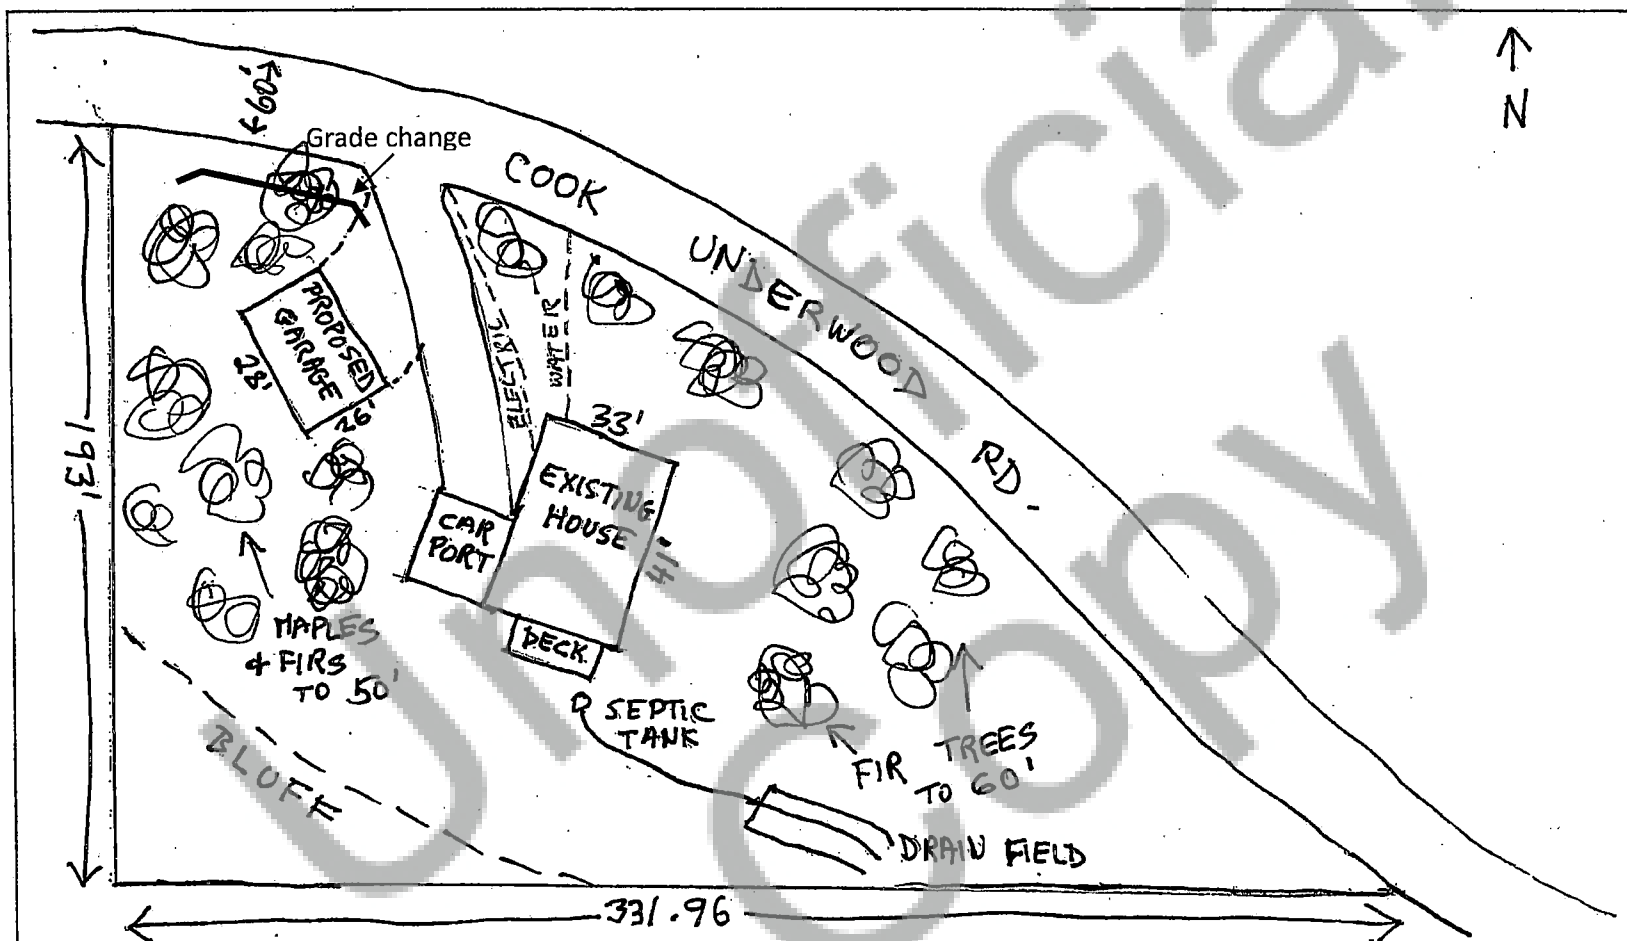 60'
Grade change
N
COOK
UNDERWOOD
RD.
PROPOSED
GARAGE
28'
26'
ELECTRIC
WATER
33'
EXISTING
HOUSE
41'
CAR
PORT
DECK
193'
MAPLES
& FIRS
TO 50'
SEPTIC
TANK
FIR TREES
TO 60'
BLUFF
DRAIN FIELD
331.96
Unofficial
Copy